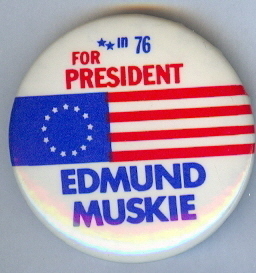 in 76
FOR
PRESIDENT
EDMUND
MUSKIE